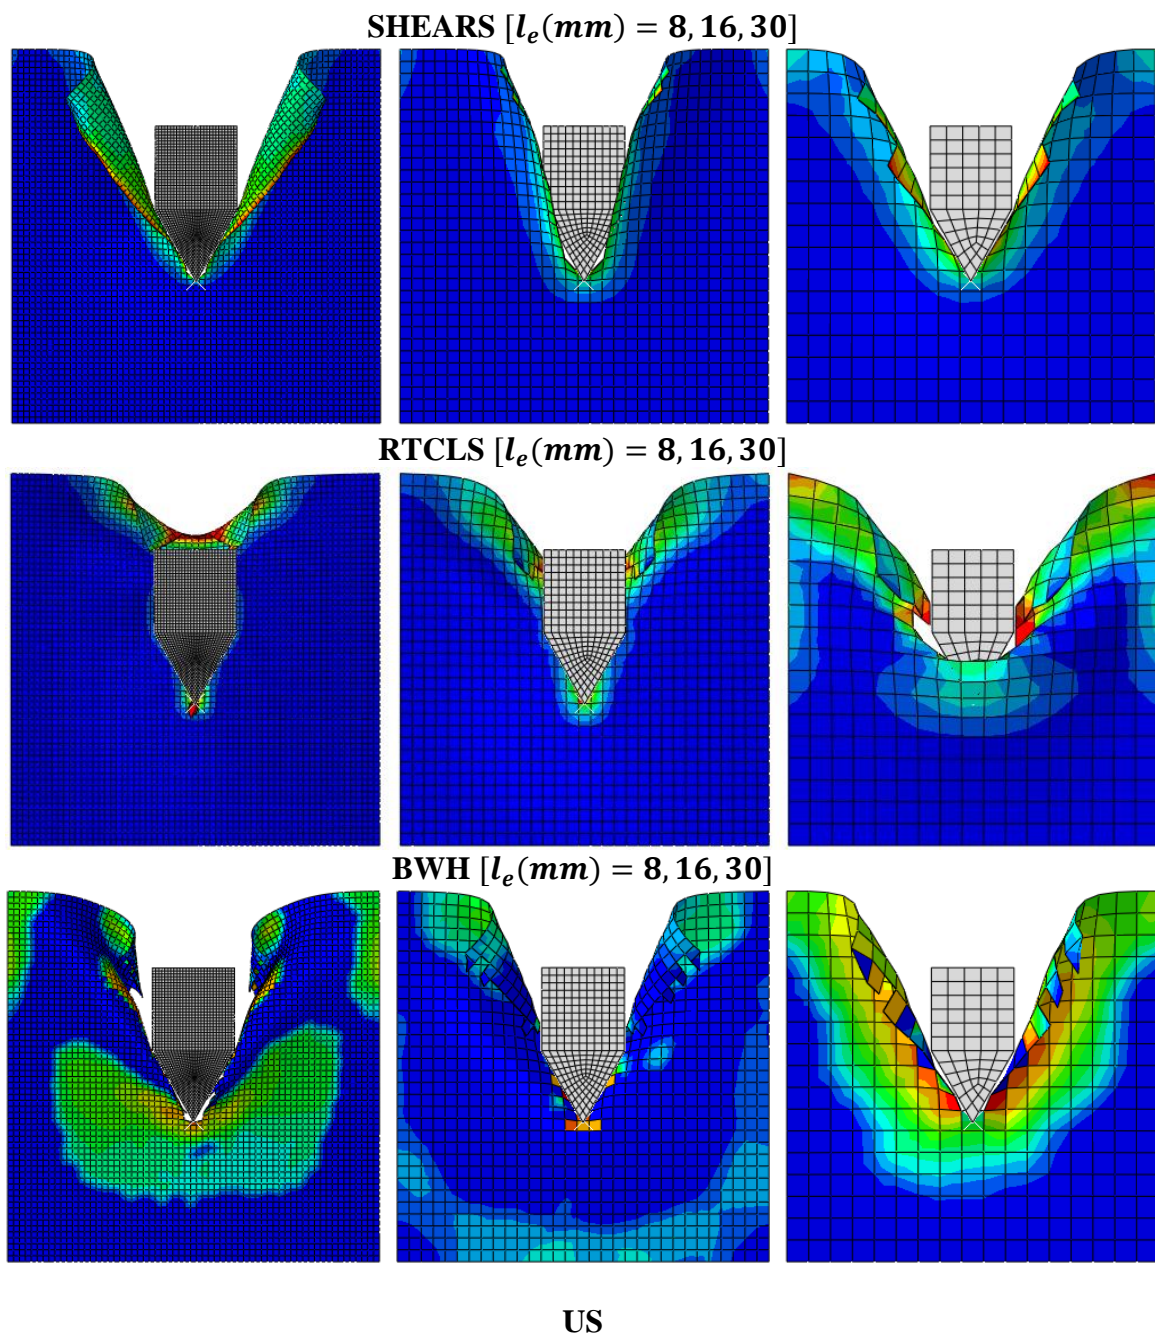 SHEARS [l_e(mm) = 8, 16, 30]
RTCLS [l_e(mm) = 8, 16, 30]
BWH [l_e(mm) = 8, 16, 30]
US